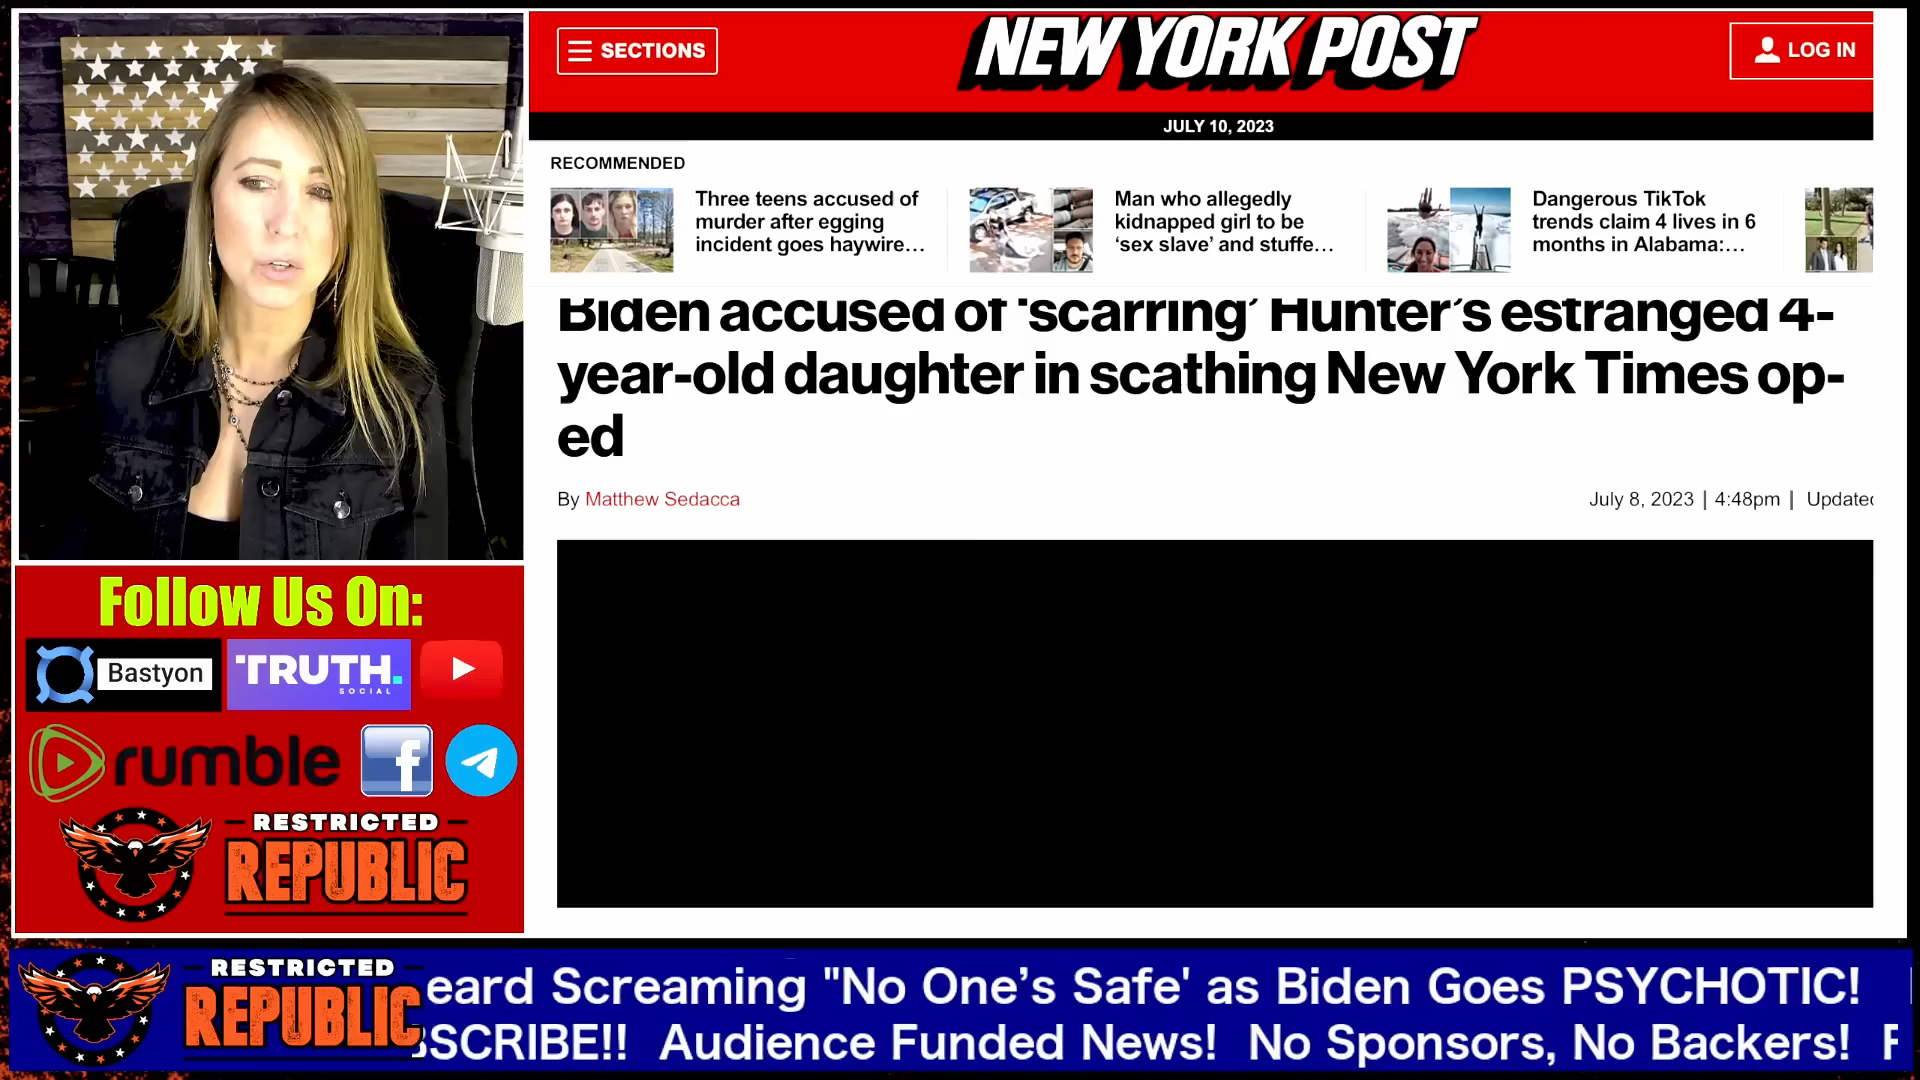 SECTIONS
NEW YORK POST
LOG IN
JULY 10, 2023
RECOMMENDED
Three teens accused of
murder after egging
incident goes haywire...
Man who allegedly
kidnapped girl to be
‘sex slave’ and stuffe...
Dangerous TikTok
trends claim 4 lives in 6
months in Alabama:...
Biden accused of ‘scarring’ Hunter’s estranged 4-
year-old daughter in scathing New York Times op-
ed
By Matthew Sedacca
July 8, 2023 | 4:48pm | Updated
Follow Us On:
Bastyon
TRUTH.
SOCIAL
rumble
f
RESTRICTED
REPUBLIC
RESTRICTED
REPUBLIC
eard Screaming "No One’s Safe' as Biden Goes PSYCHOTIC!
BSCRIBE!! Audience Funded News! No Sponsors, No Backers! F